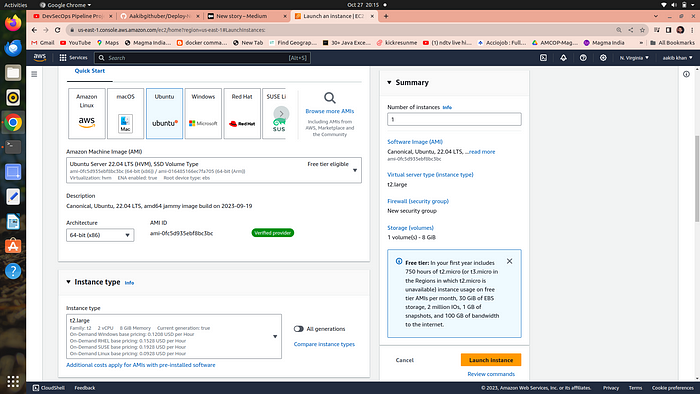 Activities
Google Chrome
Oct 27 20:15
DevSecOps Pipeline Proj
Aakibgithuber/Deploy-N
New story – Medium
Launch an instance | EC2
us-east-1.console.aws.amazon.com/ec2/home?region=us-east-1#LaunchInstances:
Gmail
YouTube
Maps
Magma India
docker comma...
New Tab
Find Geograp...
30+ Java Exce...
kickresunme
(1) ndtv live hi...
AccioJob : Full...
AMCDP-Mag...
Magma India
All Bookmarks
aws
Services
Search
[Alt+S]
N. Virginia
aakib khan
Quick Start
Amazon Linux
macOS
Ubuntu
Windows
Red Hat
SUSE Li
aws
Mac
ubuntu
Microsoft
Red Hat
SUS
Browse more AMIs
Including AMIs from
AWS, Marketplace and
the Community
Amazon Machine Image (AMI)
Ubuntu Server 22.04 LTS (HVM), SSD Volume Type
Free tier eligible
Virtualization: hvm ENA enabled: true Root device type: ebs
Description
Canonical, Ubuntu, 22.04 LTS, amd64 jammy image build on 2023-09-19
Architecture
AMI ID
64-bit (x86)
ami-0fc5d935ebf8bc3bc
Verified provider
Instance type Info
Instance type
t2.large
Family: t2 2 vCPU 8 GiB Memory Current generation: true
On-Demand Windows base pricing: 0.1208 USD per Hour
On-Demand RHEL base pricing: 0.1528 USD per Hour
On-Demand SUSE base pricing: 0.1928 USD per Hour
On-Demand Linux base pricing: 0.0928 USD per Hour
All generations
Compare instance types
Additional costs apply for AMIs with pre-installed software
Summary
Number of instances Info
1
Software Image (AMI)
Canonical, Ubuntu, 22.04 LTS, ...read more
ami-0fc5d935ebf8bc3bc
Virtual server type (instance type)
t2.large
Firewall (security group)
New security group
Storage (volumes)
1 volume(s) - 8 GiB
Free tier: In your first year includes
750 hours of t2.micro (or t3.micro
in the Regions in which t2.micro
is unavailable) instance usage on
free tier AMIs per month, 30 GiB of EBS
storage, 2 million IOs, 1 GB of
snapshots, and 100 GB of bandwidth
to the internet.
Cancel
Launch instance
Review commands
CloudShell
Feedback
© 2023, Amazon Web Services, Inc. or its affiliates.
Privacy
Terms
Cookie preferences